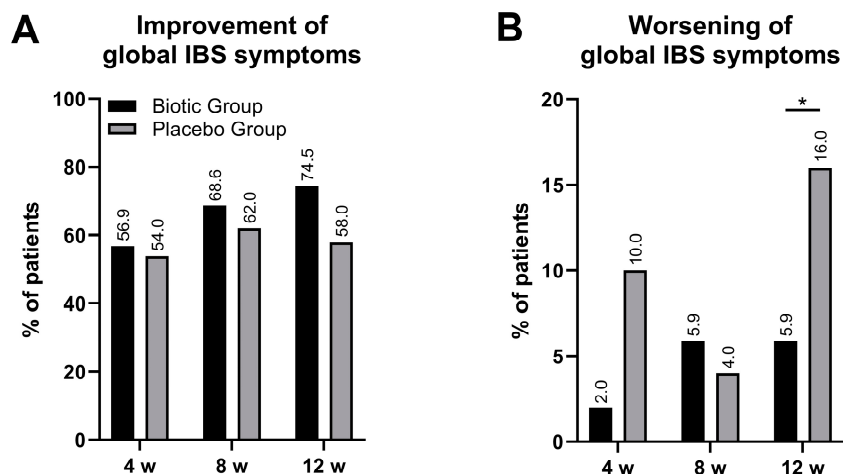 A
Improvement of
global IBS symptoms
% of patients
100
80
60
40
20
0
Biotic Group
Placebo Group
56.9
54.0
68.6
62.0
74.5
58.0
4 w
8 w
12 w
B
Worsening of
global IBS symptoms
% of patients
20
15
10
5
0
2.0
10.0
5.9
4.0
5.9
16.0
*
4 w
8 w
12 w